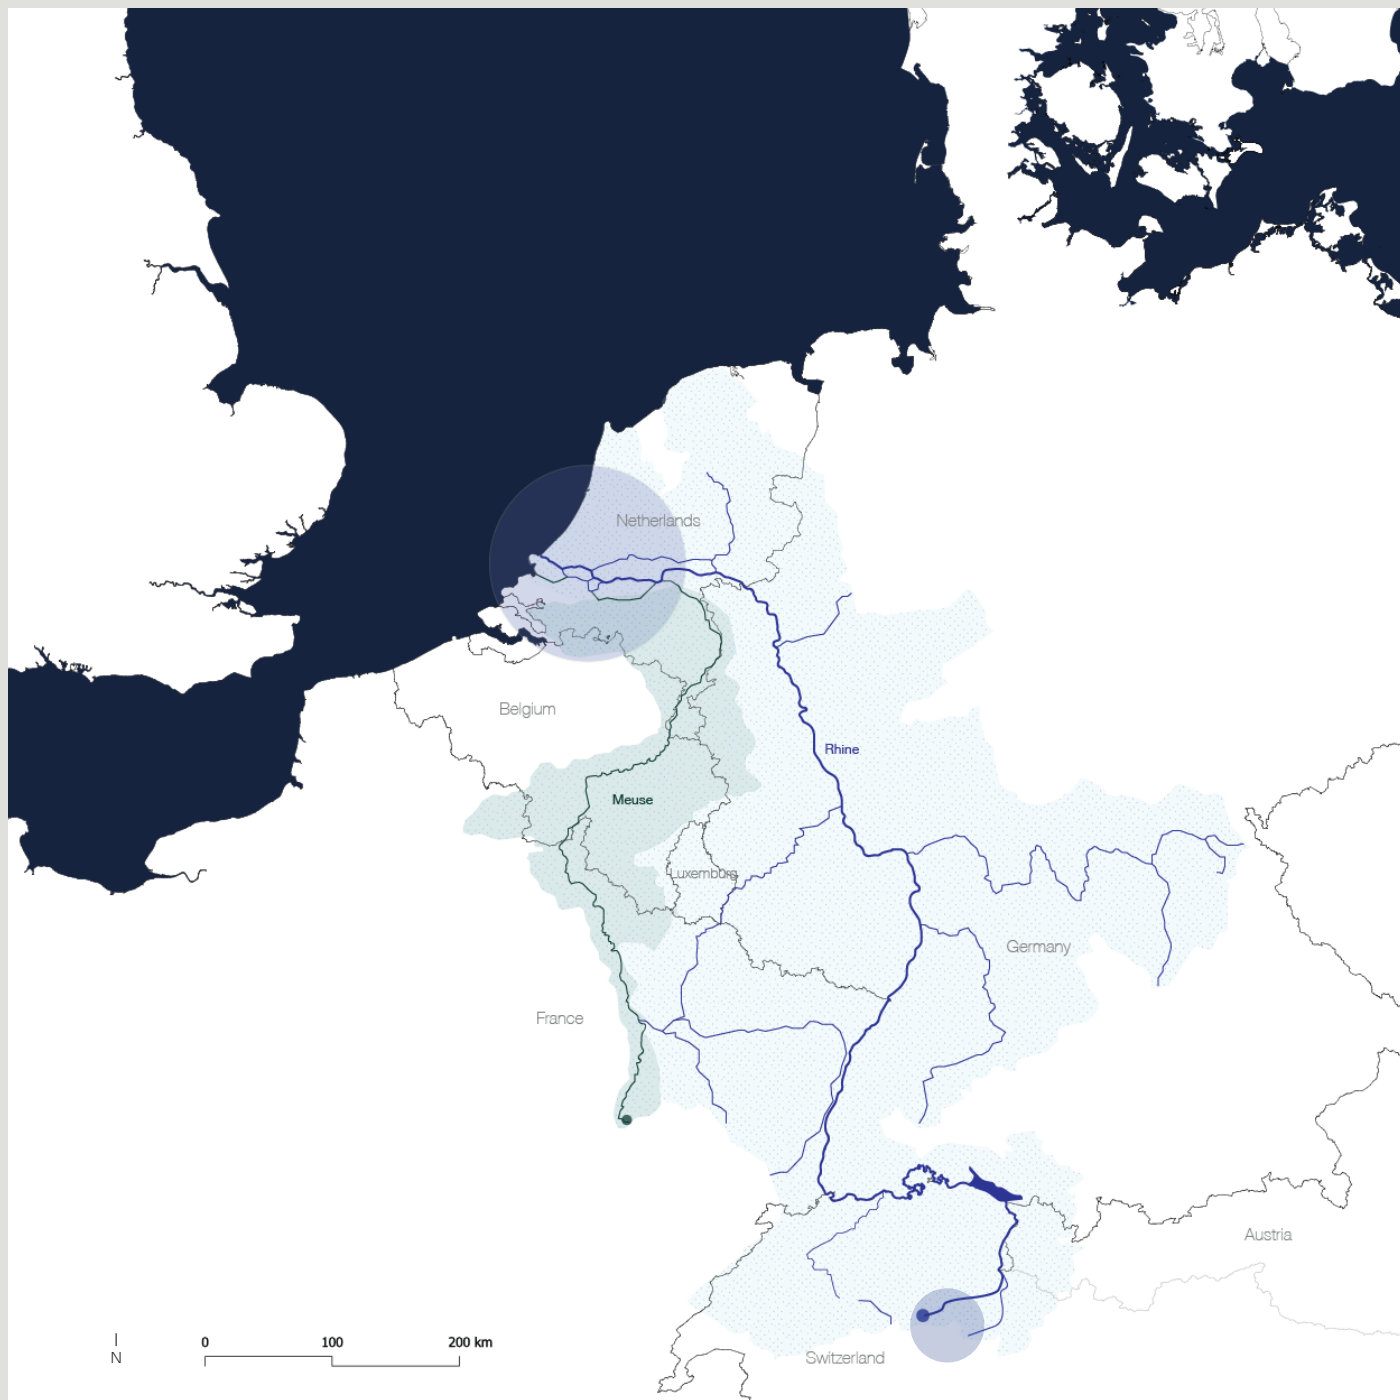 Netherlands
Belgium
Rhine
Meuse
Luxemburg
Germany
France
Austria
Switzerland
N
0 100 200 km